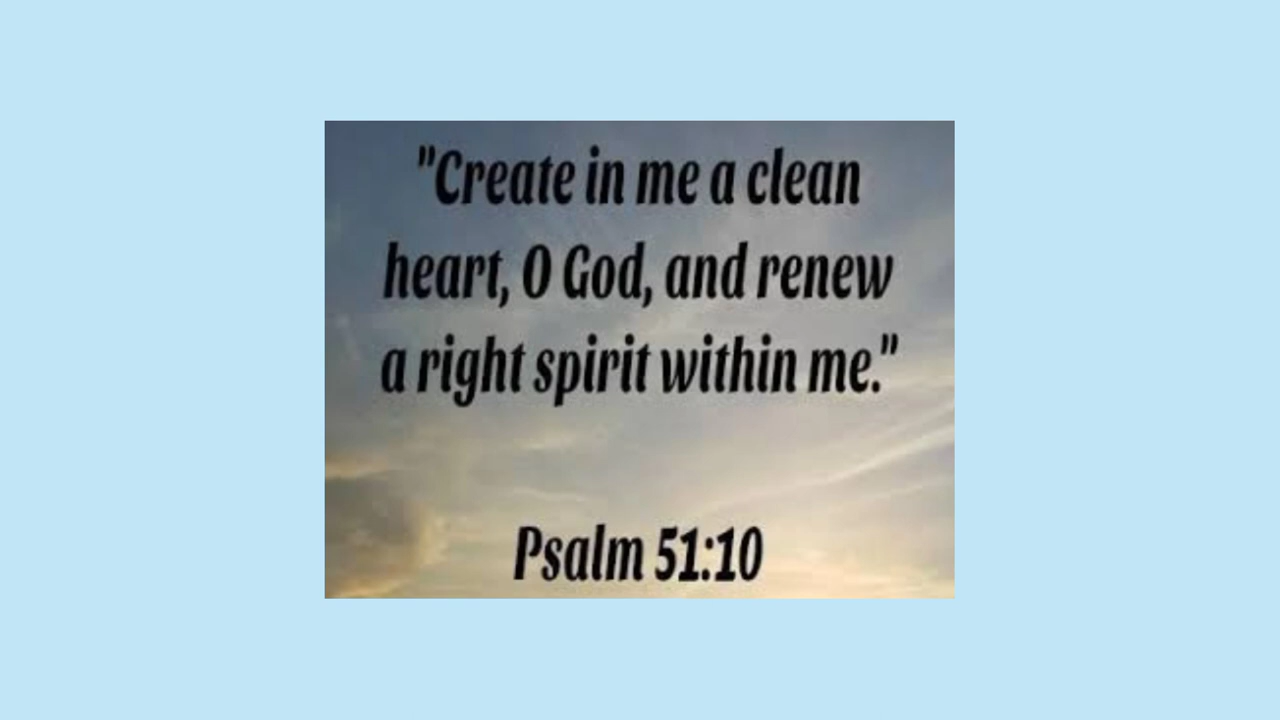 "Create in me a clean
heart, O God, and renew
a right spirit within me."
Psalm 51:10